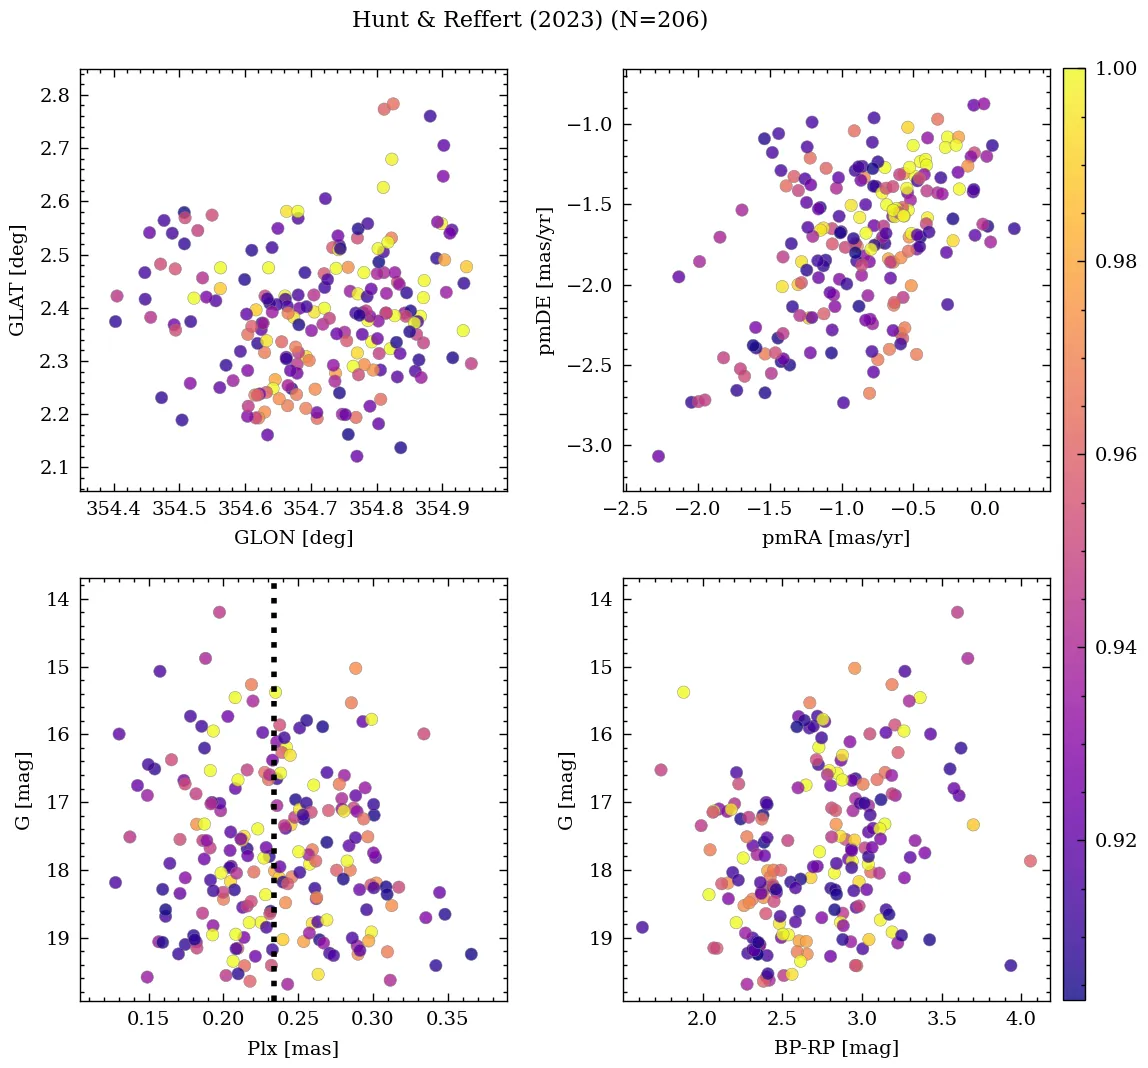 Hunt & Reffert (2023) (N=206)
2.8
2.7
2.6
2.5
2.4
2.3
2.2
2.1
GLAT [deg]
354.4 354.5 354.6 354.7 354.8 354.9
GLON [deg]
−1.0
−1.5
−2.0
−2.5
−3.0
pmDE [mas/yr]
−2.5 −2.0 −1.5 −1.0 −0.5 0.0
pmRA [mas/yr]
1.00
0.98
0.96
0.94
0.92
14
15
16
17
18
19
G [mag]
0.15 0.20 0.25 0.30 0.35
Plx [mas]
14
15
16
17
18
19
G [mag]
2.0 2.5 3.0 3.5 4.0
BP-RP [mag]